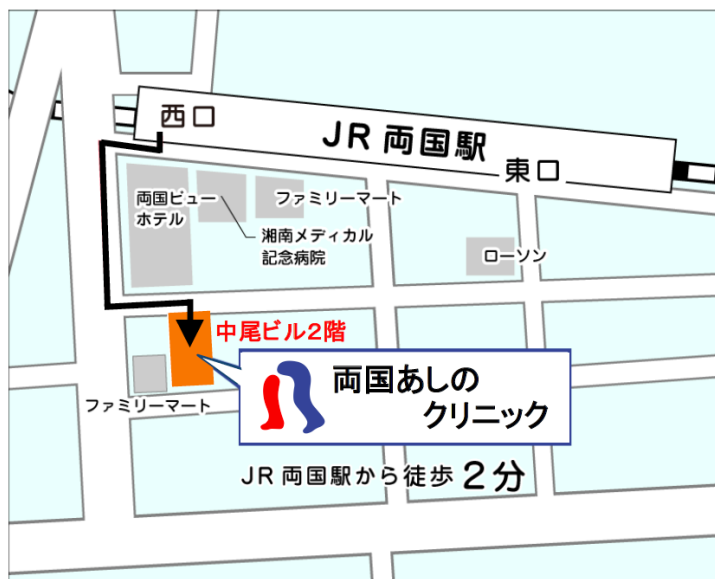 西口
JR 両国駅
東口
両国ビュー
ホテル
ファミリーマート
湘南メディカル
記念病院
ローソン
中尾ビル2階
両国あしの
クリニック
ファミリーマート
JR 両国駅から徒歩 2分